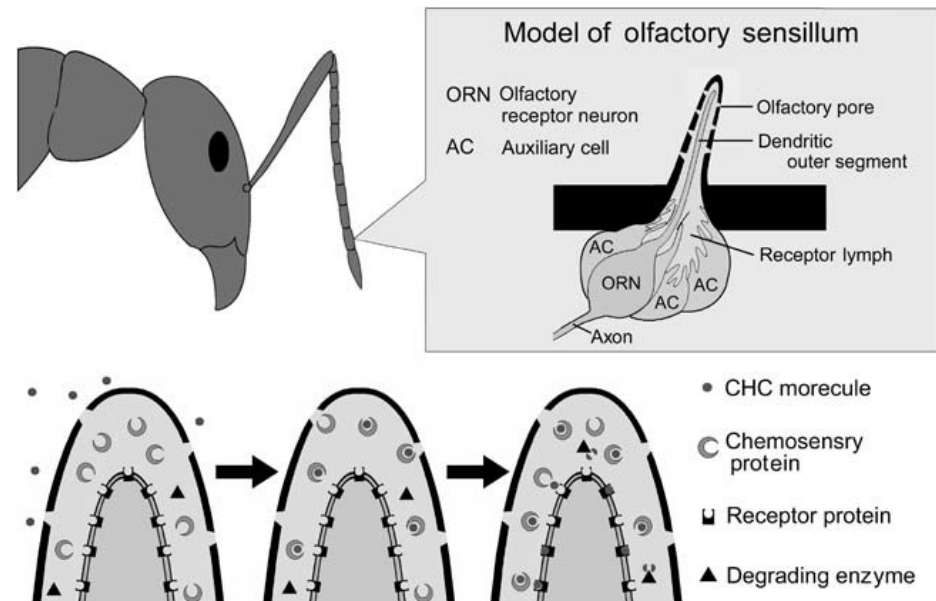 Model of olfactory sensillum
ORN Olfactory
receptor neuron
AC Auxiliary cell
Olfactory pore
Dendritic
outer segment
Receptor lymph
AC
ORN
AC
AC
Axon
CHC morecule
Chemosensry
protein
Receptor protein
Degrading enzyme